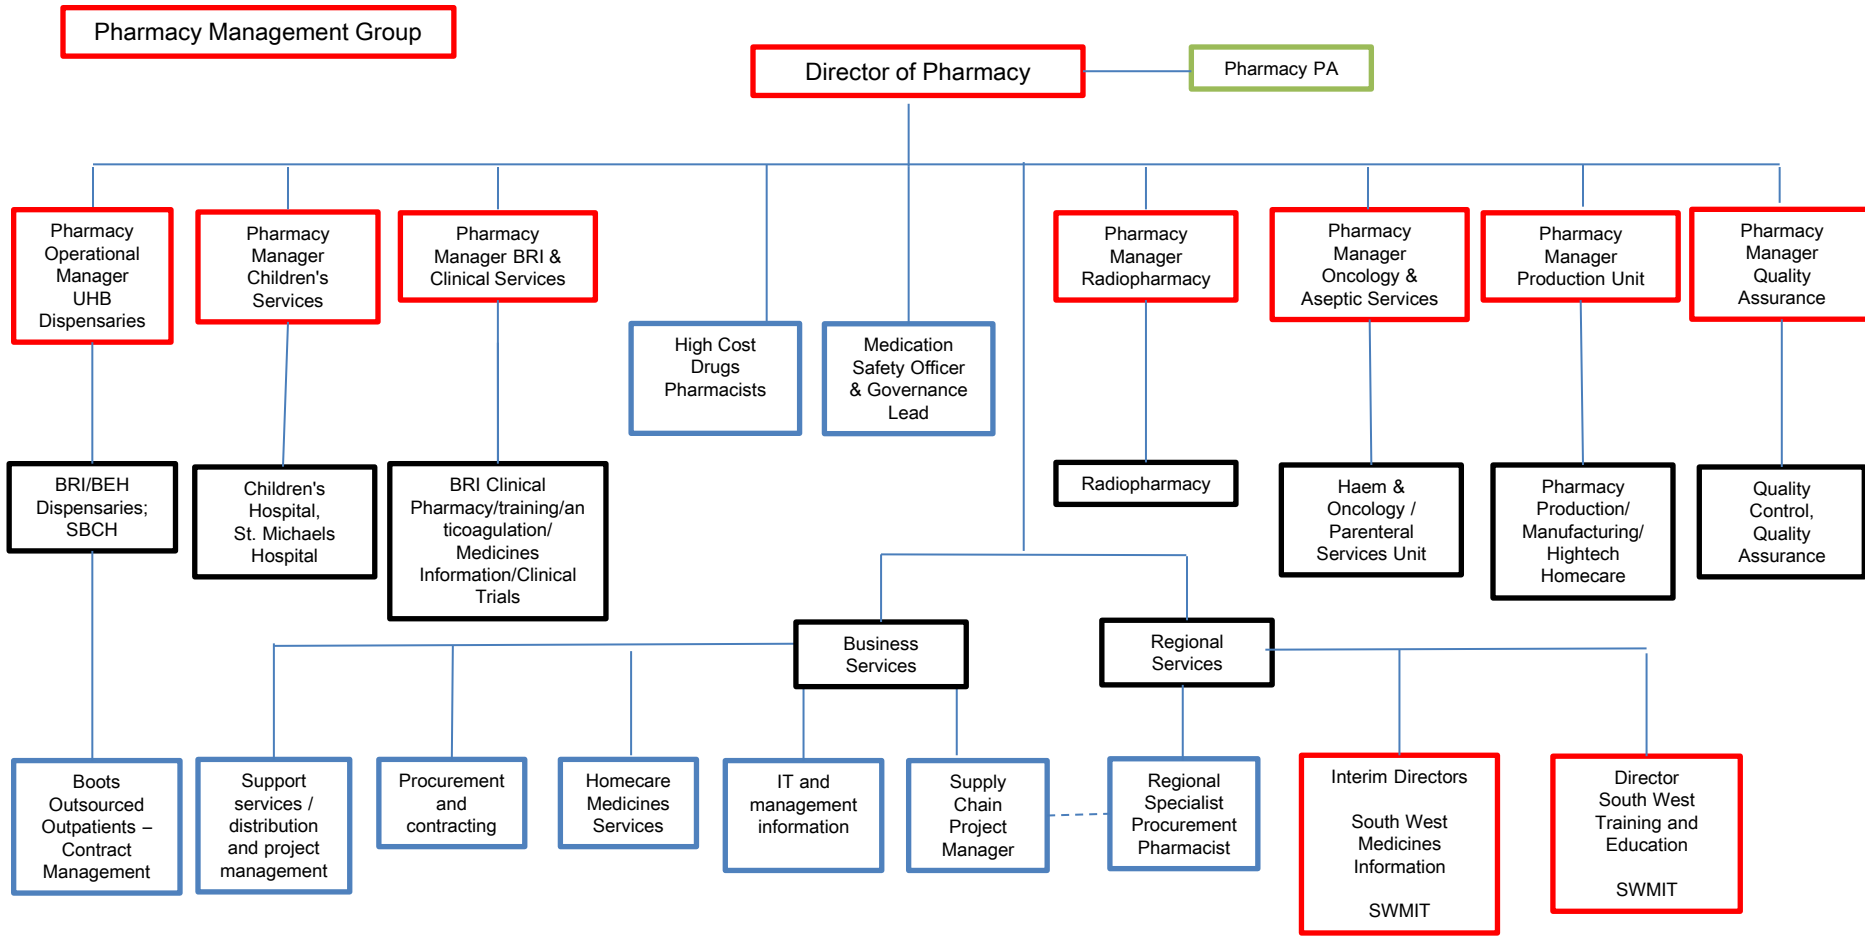 Pharmacy Management Group
Director of Pharmacy
Pharmacy PA
Pharmacy
Operational
Manager
UHB
Dispensaries
Pharmacy
Manager
Children's
Services
Pharmacy
Manager BRI &
Clinical Services
High Cost
Drugs
Pharmacists
Medication
Safety Officer
& Governance
Lead
Pharmacy
Manager
Radiopharmacy
Pharmacy
Manager
Oncology &
Aseptic Services
Pharmacy
Manager
Production Unit
Pharmacy
Manager
Quality
Assurance
BRI/BEH
Dispensaries;
SBCH
Children's
Hospital,
St. Michaels
Hospital
BRI Clinical
Pharmacy/training/an
ticoagulation/
Medicines
Information/Clinical
Trials
Radiopharmacy
Haem &
Oncology /
Parenteral
Services Unit
Pharmacy
Production/
Manufacturing/
Hightech
Homecare
Quality
Control,
Quality
Assurance
Business
Services
Regional
Services
Boots
Outsourced
Outpatients –
Contract
Management
Support
services /
distribution
and project
management
Procurement
and
contracting
Homecare
Medicines
Services
IT and
management
information
Supply
Chain
Project
Manager
Regional
Specialist
Procurement
Pharmacist
Interim Directors
South West
Medicines
Information
SWMIT
Director
South West
Training and
Education
SWMIT